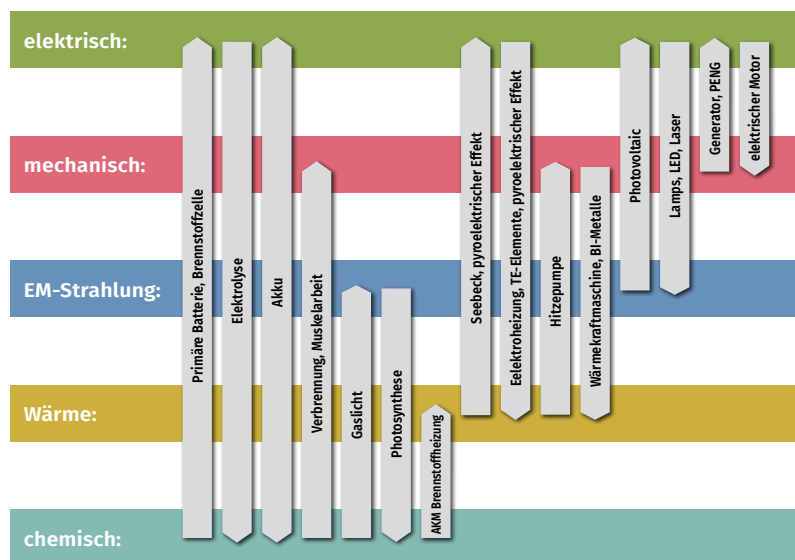 elektrisch:
mechanisch:
EM-Strahlung:
Wärme:
chemisch:
Primäre Batterie, Brennstoffzelle
Elektrolyse
Akku
Verbrennung, Muskelarbeit
Gaslicht
Photosynthese
AKM Brennstoffheizung
Seebeck, pyroelektrischer Effekt
Eelektroheizung, TE-Elemente, pyroelektrischer Effekt
Hitzepumpe
Wärmekraftmaschine, BI-Metalle
Photovoltaic
Lamps, LED, Laser
Generator, PENG
elektrischer Motor